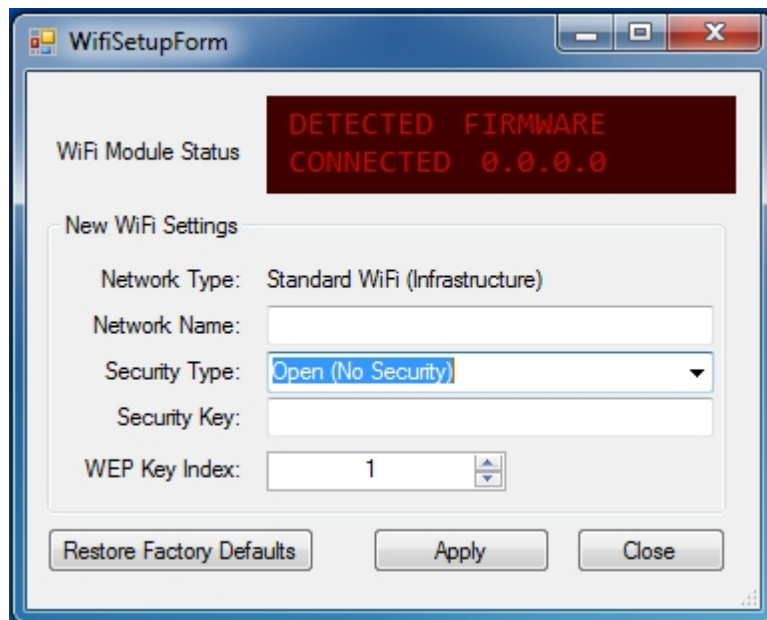 WifiSetupForm
WiFi Module Status
DETECTED FIRMWARE
CONNECTED 0.0.0.0
New WiFi Settings
Network Type: Standard WiFi (Infrastructure)
Network Name:
Security Type: Open (No Security)
Security Key:
WEP Key Index: 1
Restore Factory Defaults Apply Close